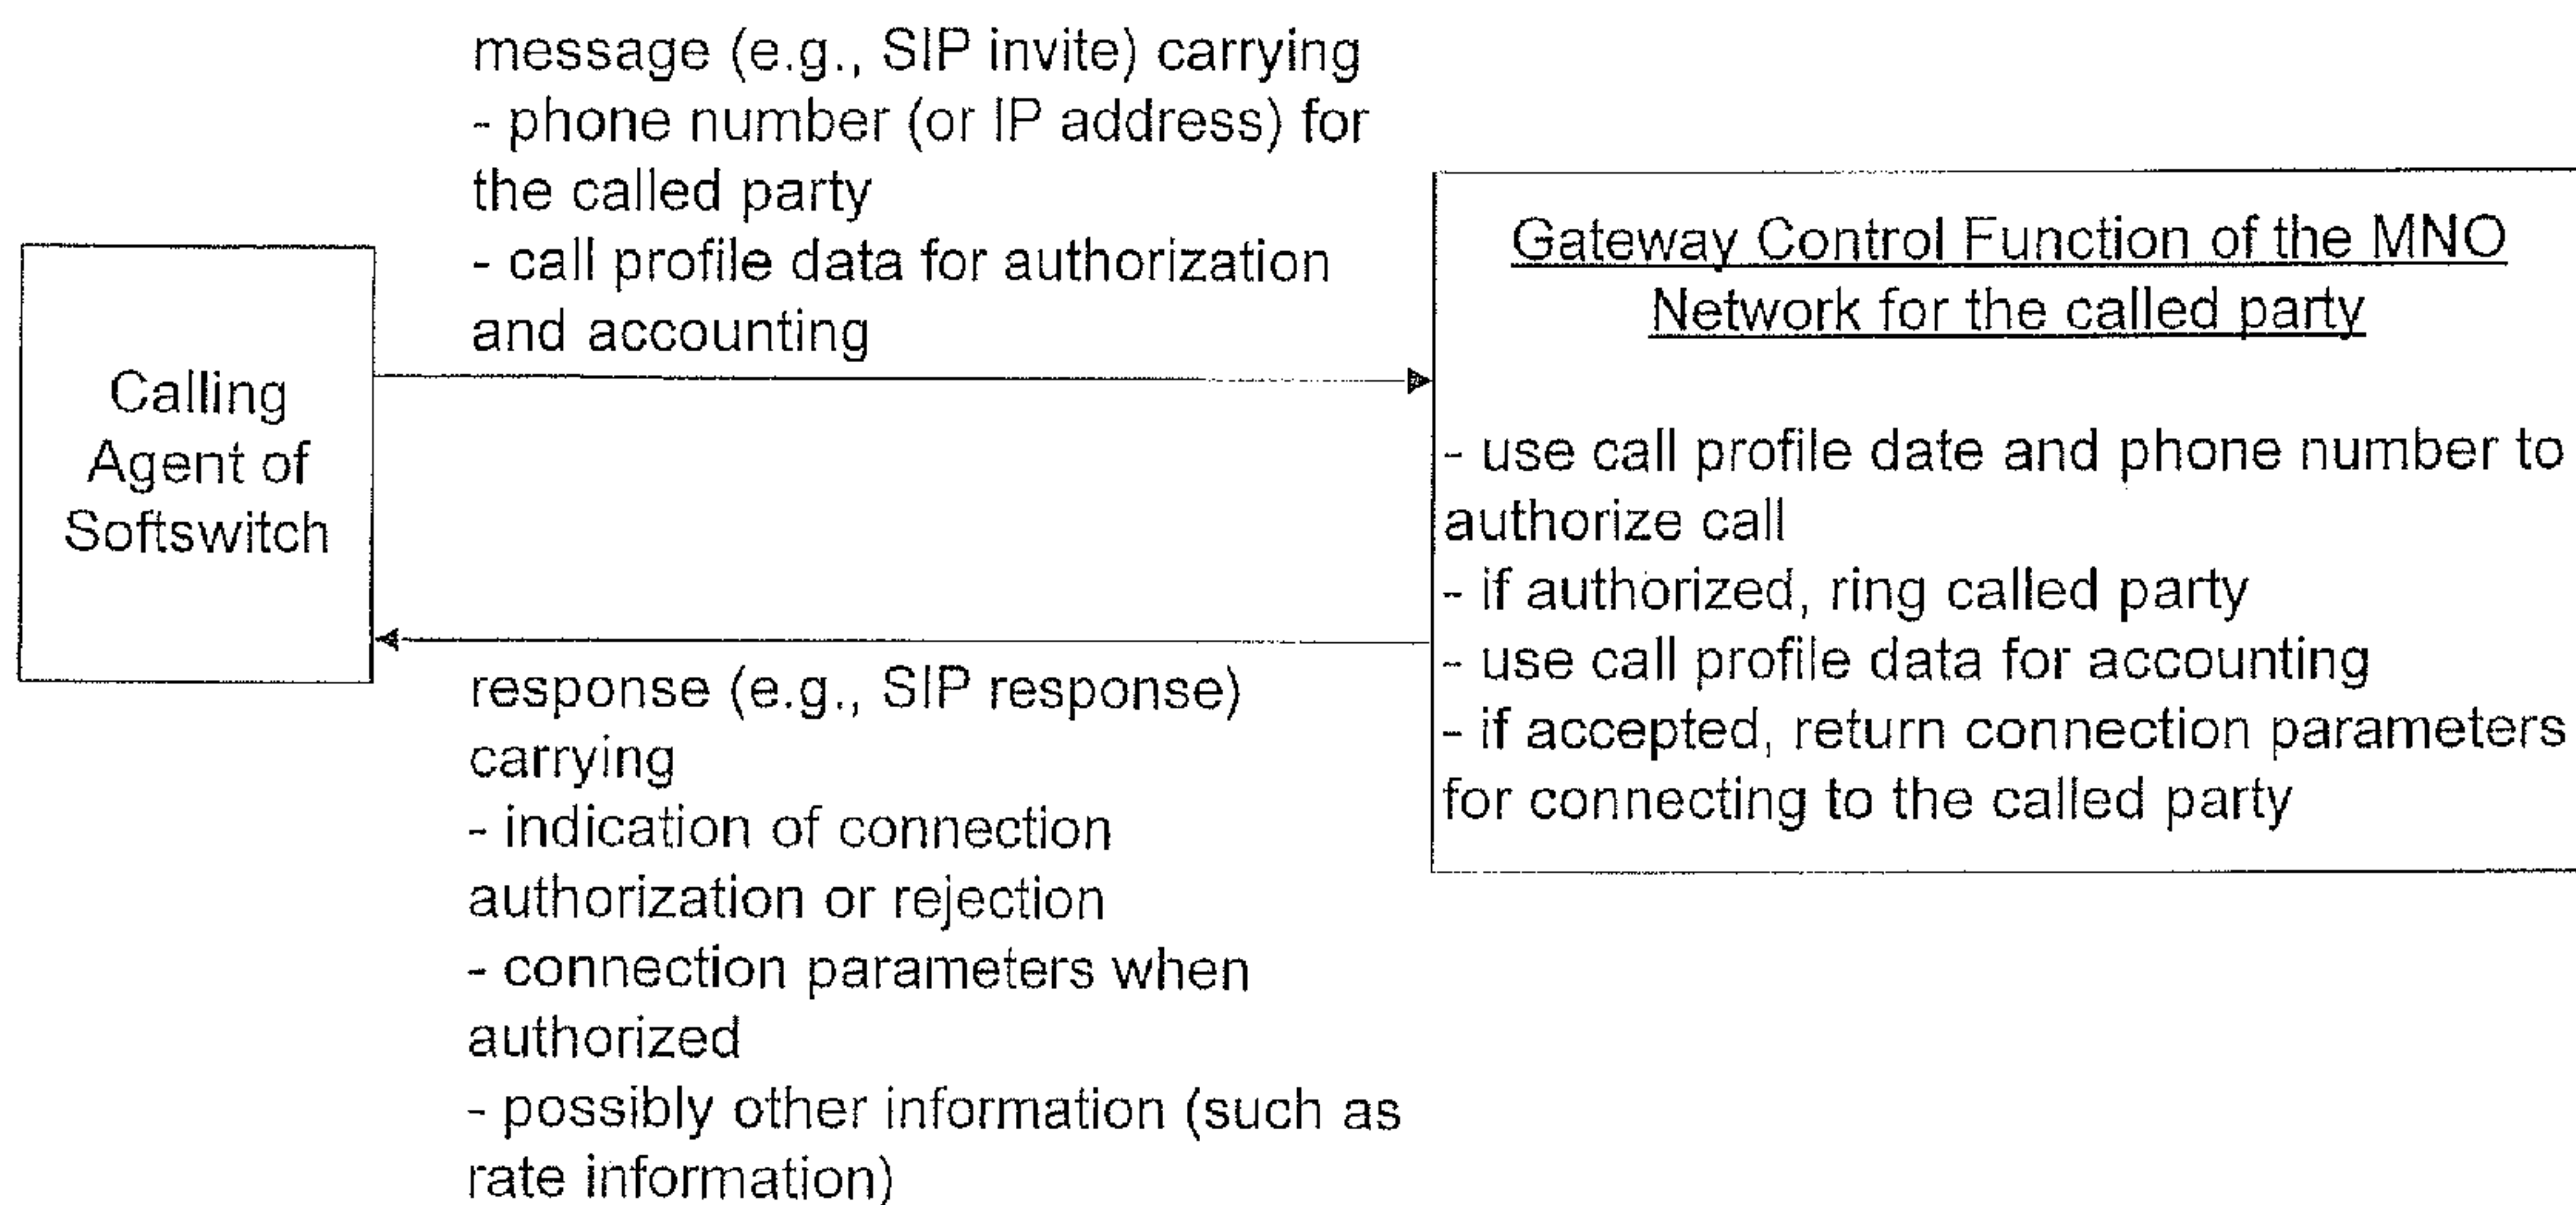 message (e.g., SIP invite) carrying
- phone number (or IP address) for
the called party
- call profile data for authorization
and accounting
Calling
Agent of
Softswitch
Gateway Control Function of the MNO
Network for the called party
- use call profile date and phone number to
authorize call
- if authorized, ring called party
- use call profile data for accounting
- if accepted, return connection parameters
for connecting to the called party
response (e.g., SIP response)
carrying
- indication of connection
authorization or rejection
- connection parameters when
authorized
- possibly other information (such as
rate information)